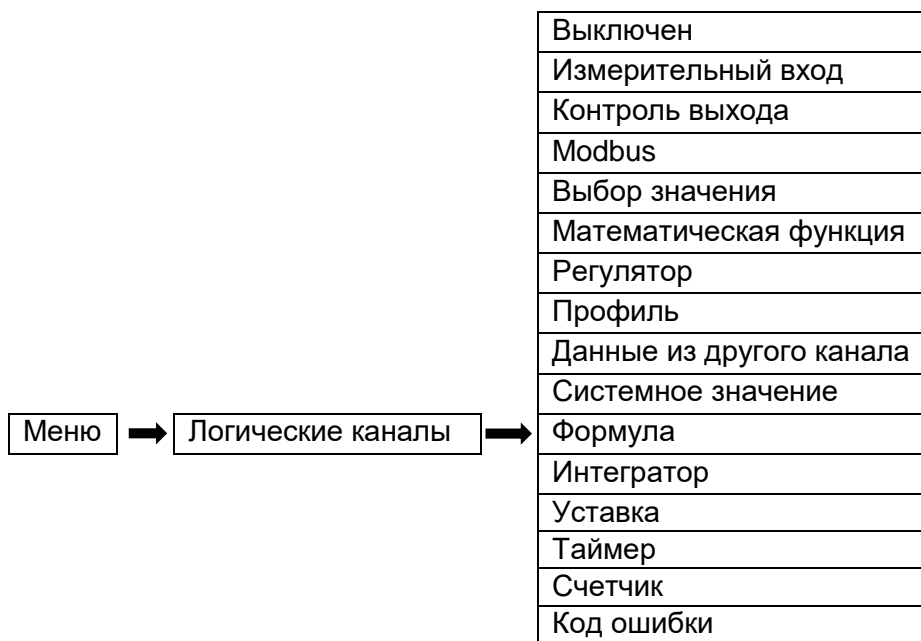 Выключен
Измерительный вход
Контроль выхода
Modbus
Выбор значения
Математическая функция
Регулятор
Профиль
Данные из другого канала
Системное значение
Меню
Логические каналы
Формула
Интегратор
Уставка
Таймер
Счетчик
Код ошибки